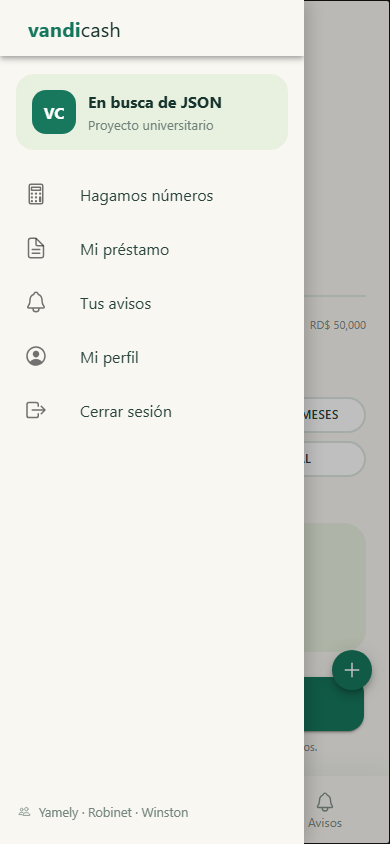 vandicash
VC
En busca de JSON
Proyecto universitario
Hagamos números
Mi préstamo
Tus avisos
Mi perfil
Cerrar sesión
RD$ 50,000
MESES
os.
Avisos
Yamely · Robinet · Winston